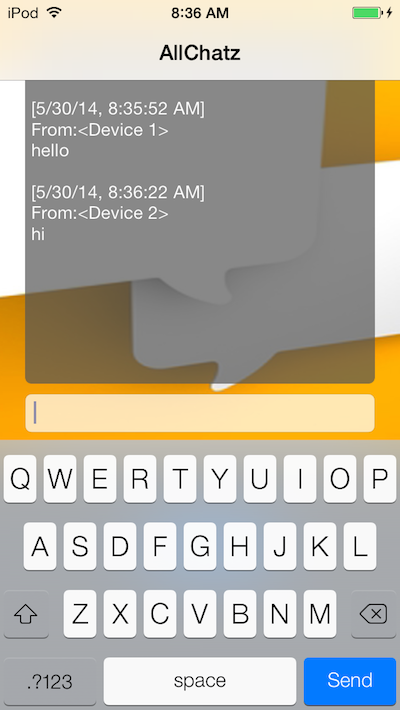 iPod 8:36 AM
AllChatz
[5/30/14, 8:35:52 AM]
From:<Device 1>
hello
[5/30/14, 8:36:22 AM]
From:<Device 2>
hi
Q W E R T Y U I O P
A S D F G H J K L
Z X C V B N M
.?123 space Send